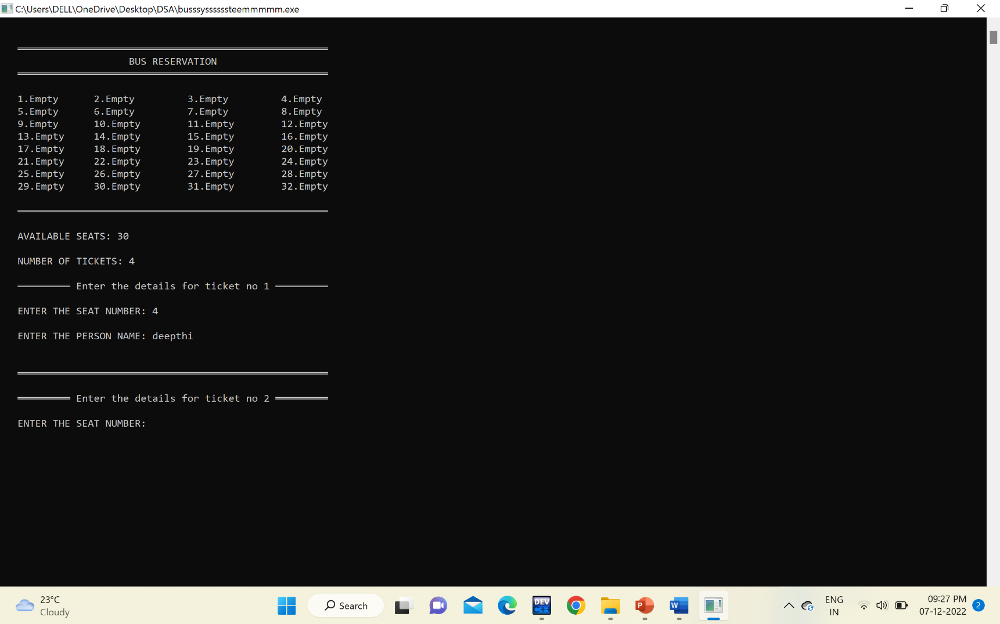 C:\Users\DELL\OneDrive\Desktop\DSA\busssyssssssteemmmmm.exe
BUS RESERVATION
1.Empty 2.Empty 3.Empty 4.Empty
5.Empty 6.Empty 7.Empty 8.Empty
9.Empty 10.Empty 11.Empty 12.Empty
13.Empty 14.Empty 15.Empty 16.Empty
17.Empty 18.Empty 19.Empty 20.Empty
21.Empty 22.Empty 23.Empty 24.Empty
25.Empty 26.Empty 27.Empty 28.Empty
29.Empty 30.Empty 31.Empty 32.Empty
AVAILABLE SEATS: 30
NUMBER OF TICKETS: 4
Enter the details for ticket no 1
ENTER THE SEAT NUMBER: 4
ENTER THE PERSON NAME: deepthi
Enter the details for ticket no 2
ENTER THE SEAT NUMBER:
23°C
Cloudy
Search
DEV
C++
P
W
ENG
IN
09:27 PM
07-12-2022
2